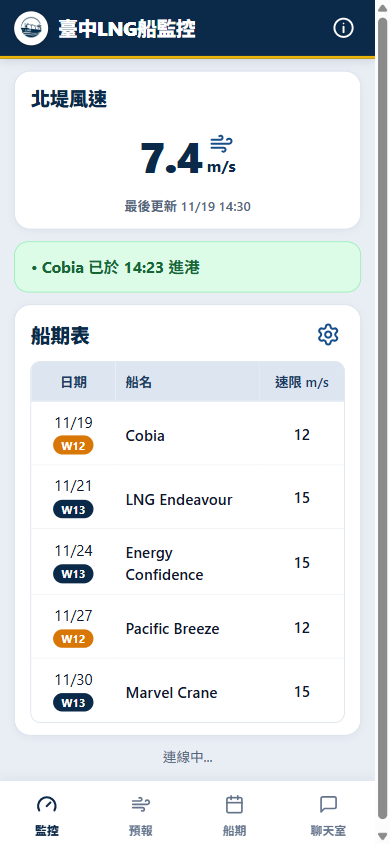 臺中LNG船監控
北堤風速
7.4 m/s
最後更新 11/19 14:30
• Cobia 已於 14:23 進港
船期表
日期 船名 速限 m/s
11/19
W12
Cobia 12
11/21
W13
LNG Endeavour 15
11/24
W13
Energy
Confidence
15
11/27
W12
Pacific Breeze 12
11/30
W13
Marvel Crane 15
連線中...
監控 預報 船期 聊天室